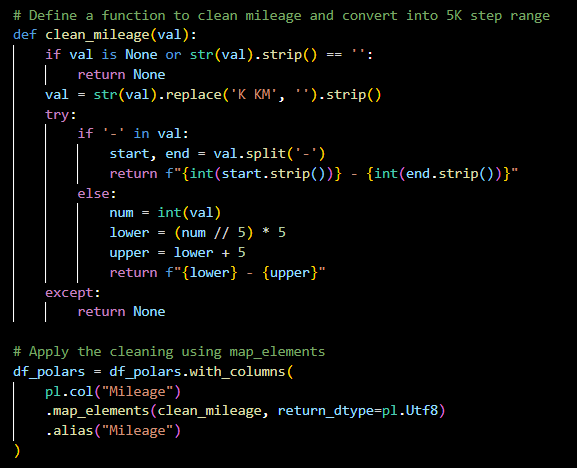 # Define a function to clean mileage and convert into 5K step range
def clean_mileage(val):
    if val is None or str(val).strip() == '':
        return None
    val = str(val).replace('K KM', '').strip()
    try:
        if '-' in val:
            start, end = val.split('-')
            return f"{int(start.strip())} - {int(end.strip())}"
        else:
            num = int(val)
            lower = (num // 5) * 5
            upper = lower + 5
            return f"{lower} - {upper}"
    except:
        return None
# Apply the cleaning using map_elements
df_polars = df_polars.with_columns(
    pl.col("Mileage")
    .map_elements(clean_mileage, return_dtype=pl.Utf8)
    .alias("Mileage")
)